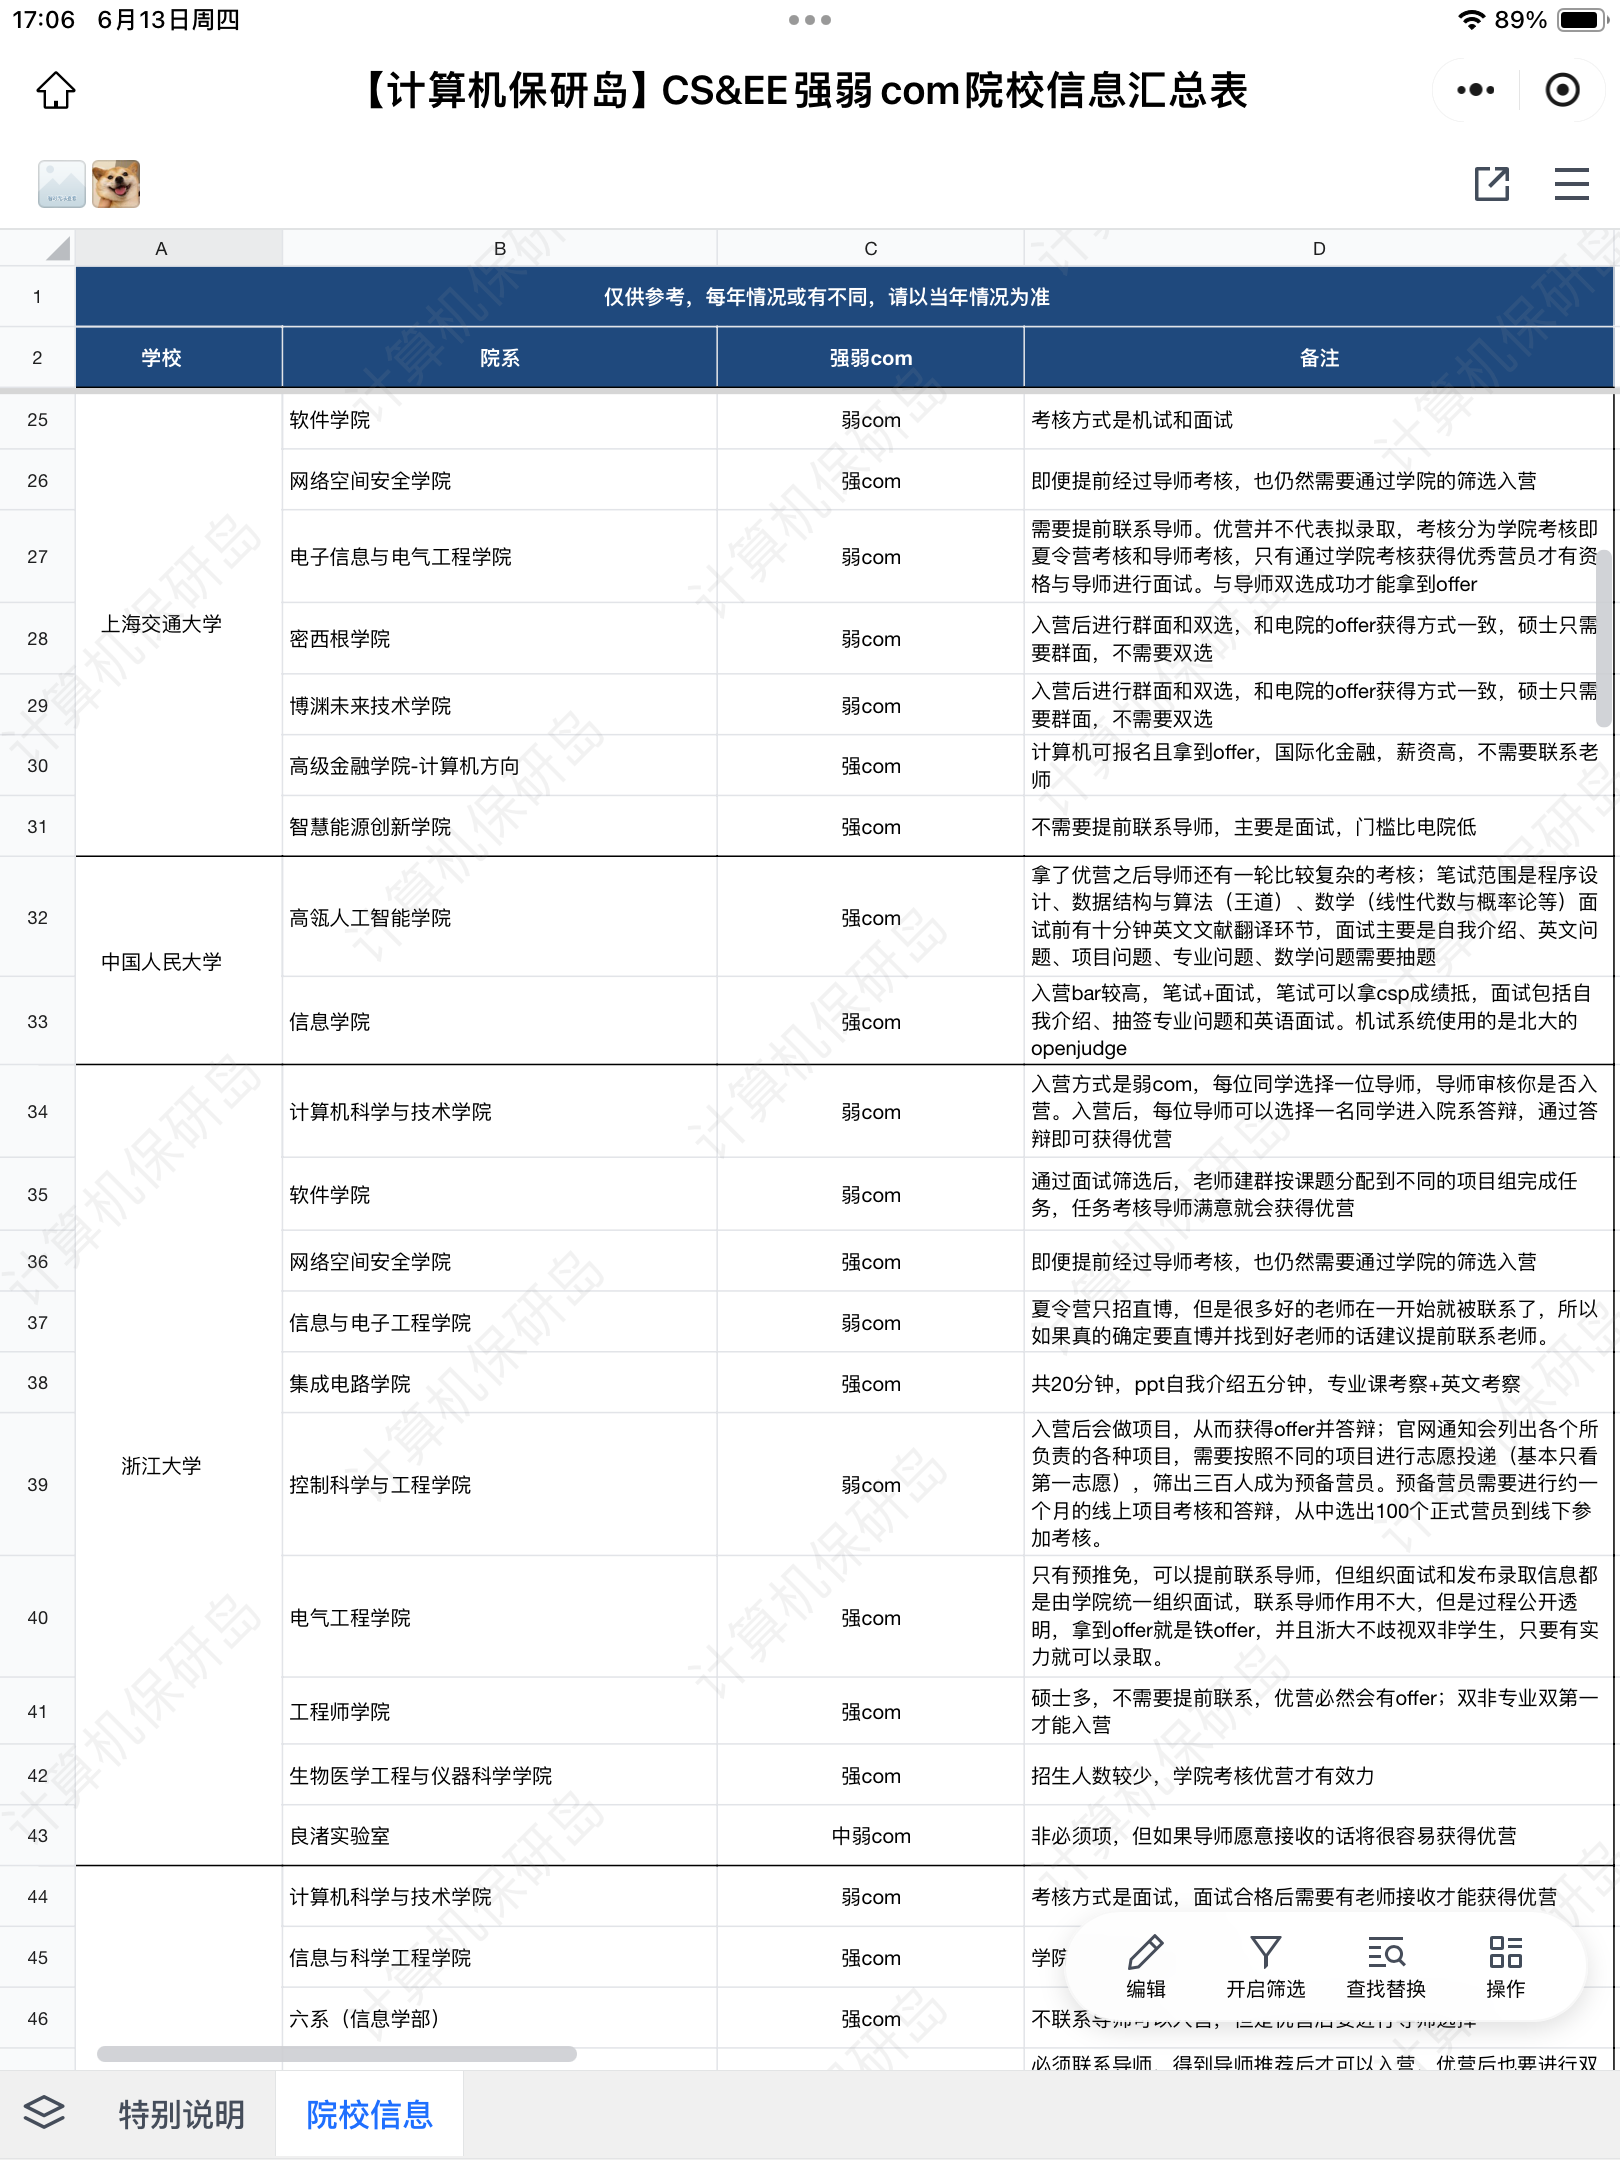 17:06 6月13日周四
89%
【计算机保研岛】CS&EE强弱com院校信息汇总表
A B C D
1 仅供参考，每年情况或有不同，请以当年情况为准
2 学校 院系 强弱com 备注
上海交通大学
25 软件学院 弱com 考核方式是机试和面试
26 网络空间安全学院 强com 即便提前经过导师考核，也仍然需要通过学院的筛选入营
27 电子信息与电气工程学院 弱com 需要提前联系导师。优营并不代表拟录取，考核分为学院考核即
夏令营考核和导师考核，只有通过学院考核获得优秀营员才有资
格与导师进行面试。与导师双选成功才能拿到offer
28 密西根学院 弱com 入营后进行群面和双选，和电院的offer获得方式一致，硕士只需
要群面，不需要双选
29 博渊未来技术学院 弱com 入营后进行群面和双选，和电院的offer获得方式一致，硕士只需
要群面，不需要双选
30 高级金融学院-计算机方向 强com 计算机可报名且拿到offer，国际化金融，薪资高，不需要联系老
师
31 智慧能源创新学院 强com 不需要提前联系导师，主要是面试，门槛比电院低
中国人民大学
32 高瓴人工智能学院 强com 拿了优营之后导师还有一轮比较复杂的考核；笔试范围是程序设
计、数据结构与算法（王道）、数学（线性代数与概率论等）面
试前有十分钟英文文献翻译环节，面试主要是自我介绍、英文问
题、项目问题、专业问题、数学问题需要抽题
33 信息学院 强com 入营bar较高，笔试+面试，笔试可以拿csp成绩抵，面试包括自
我介绍、抽签专业问题和英语面试。机试系统使用的是北大的
openjudge
浙江大学
34 计算机科学与技术学院 弱com 入营方式是弱com，每位同学选择一位导师，导师审核你是否入
营。入营后，每位导师可以选择一名同学进入院系答辩，通过答
辩即可获得优营
35 软件学院 弱com 通过面试筛选后，老师建群按课题分配到不同的项目组完成任
务，任务考核导师满意就会获得优营
36 网络空间安全学院 强com 即便提前经过导师考核，也仍然需要通过学院的筛选入营
37 信息与电子工程学院 弱com 夏令营只招直博，但是很多好的老师在一开始就被联系了，所以
如果真的确定要直博并找到好老师的话建议提前联系老师。
38 集成电路学院 强com 共20分钟，ppt自我介绍五分钟，专业课考察+英文考察
39 控制科学与工程学院 弱com 入营后会做项目，从而获得offer并答辩；官网通知会列出各个所
负责的各种项目，需要按照不同的项目进行志愿投递（基本只看
第一志愿），筛出三百人成为预备营员。预备营员需要进行约一
个月的线上项目考核和答辩，从中选出100个正式营员到线下参
加考核。
40 电气工程学院 强com 只有预推免，可以提前联系导师，但组织面试和发布录取信息都
是由学院统一组织面试，联系导师作用不大，但是过程公开透
明，拿到offer就是铁offer，并且浙大不歧视双非学生，只要有实
力就可以录取。
41 工程师学院 强com 硕士多，不需要提前联系，优营必然会有offer；双非专业双第一
才能入营
42 生物医学工程与仪器科学学院 强com 招生人数较少，学院考核优营才有效力
43 良渚实验室 中弱com 非必须项，但如果导师愿意接收的话将很容易获得优营
44 计算机科学与技术学院 弱com 考核方式是面试，面试合格后需要有老师接收才能获得优营
45 信息与科学工程学院 强com 学院
46 六系（信息学部） 强com 不联系导师可以入营，但是优营后要进行导师选择
必须联系导师，得到导师推荐后才可以入营，优营后也要进行双
编辑 开启筛选 查找替换 操作
特别说明 院校信息
计算机保研岛